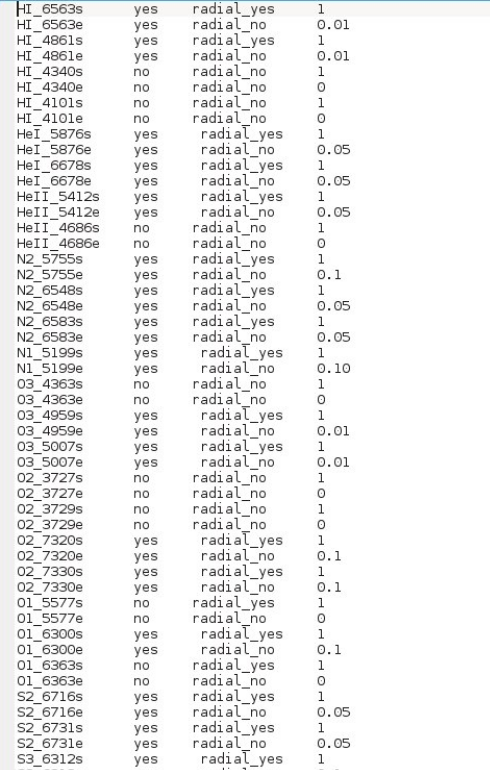 HI_6563s yes radial_yes 1
HI_6563e yes radial_no 0.01
HI_4861s yes radial_yes 1
HI_4861e yes radial_no 0.01
HI_4340s no radial_no 1
HI_4340e no radial_no 0
HI_4101s no radial_no 1
HI_4101e no radial_no 0
HeI_5876s yes radial_yes 1
HeI_5876e yes radial_no 0.05
HeI_6678s yes radial_yes 1
HeI_6678e yes radial_no 0.05
HeII_5412s yes radial_yes 1
HeII_5412e yes radial_no 0.05
HeII_4686s no radial_no 1
HeII_4686e no radial_no 0
N2_5755s yes radial_yes 1
N2_5755e yes radial_no 0.1
N2_6548s yes radial_yes 1
N2_6548e yes radial_no 0.05
N2_6583s yes radial_yes 1
N2_6583e yes radial_no 0.05
N1_5199s yes radial_yes 1
N1_5199e yes radial_no 0.10
O3_4363s no radial_no 1
O3_4363e no radial_no 0
O3_4959s yes radial_yes 1
O3_4959e yes radial_no 0.01
O3_5007s yes radial_yes 1
O3_5007e yes radial_no 0.01
O2_3727s no radial_no 1
O2_3727e no radial_no 0
O2_3729s no radial_no 1
O2_3729e no radial_no 0
O2_7320s yes radial_yes 1
O2_7320e yes radial_no 0.1
O2_7330s yes radial_yes 1
O2_7330e yes radial_no 0.1
O1_5577s no radial_yes 1
O1_5577e no radial_no 0
O1_6300s yes radial_yes 1
O1_6300e yes radial_no 0.1
O1_6363s no radial_yes 1
O1_6363e no radial_no 0
S2_6716s yes radial_yes 1
S2_6716e yes radial_no 0.05
S2_6731s yes radial_yes 1
S2_6731e yes radial_no 0.05
S3_6312s yes radial_yes 1